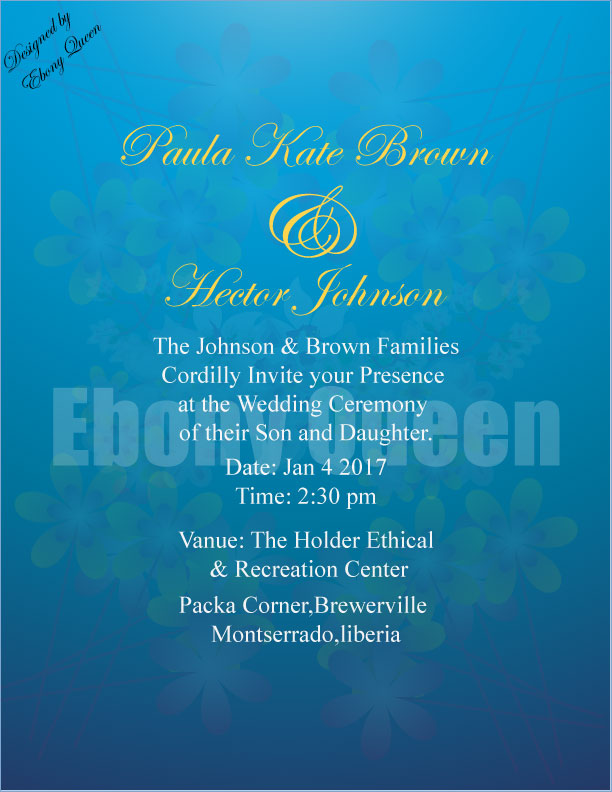 Designed by
Ebony Queen
Paula Kate Brown
&
Hector Johnson
The Johnson & Brown Families
Cordilly Invite your Presence
at the Wedding Ceremony
of their Son and Daughter.
Ebony Queen
Date: Jan 4 2017
Time: 2:30 pm
Vanue: The Holder Ethical
& Recreation Center
Packa Corner,Brewerville
Montserrado,liberia